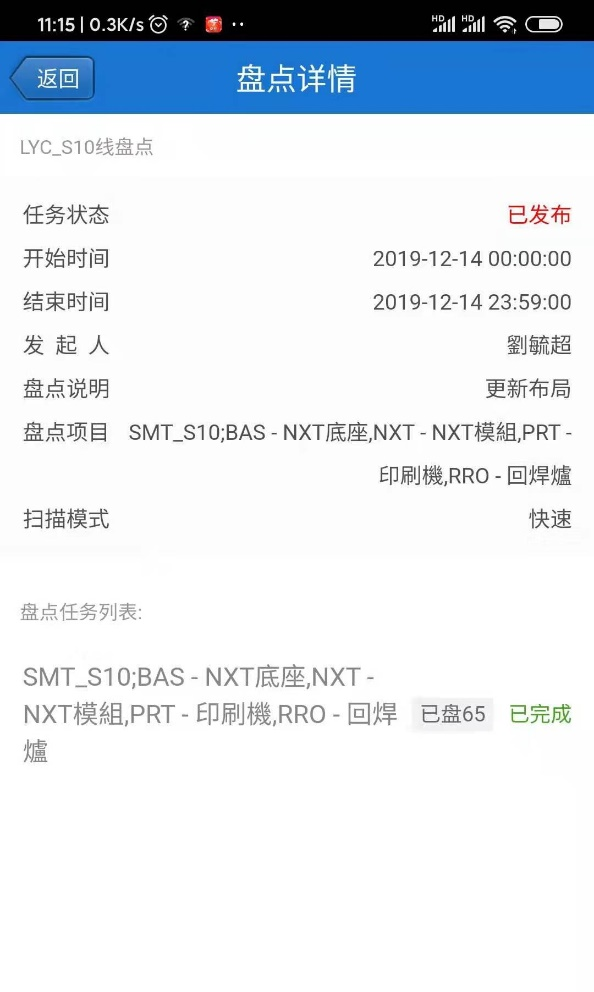 11:15 | 0.3K/s
返回
盘点详情
LYC_S10线盘点
任务状态 已发布
开始时间 2019-12-14 00:00:00
结束时间 2019-12-14 23:59:00
发 起 人 劉毓超
盘点说明 更新布局
盘点项目 SMT_S10;BAS - NXT底座,NXT - NXT模組,PRT -
印刷機,RRO - 回焊爐
扫描模式 快速
盘点任务列表:
SMT_S10;BAS - NXT底座,NXT -
NXT模組,PRT - 印刷機,RRO - 回焊 已盘65 已完成
爐